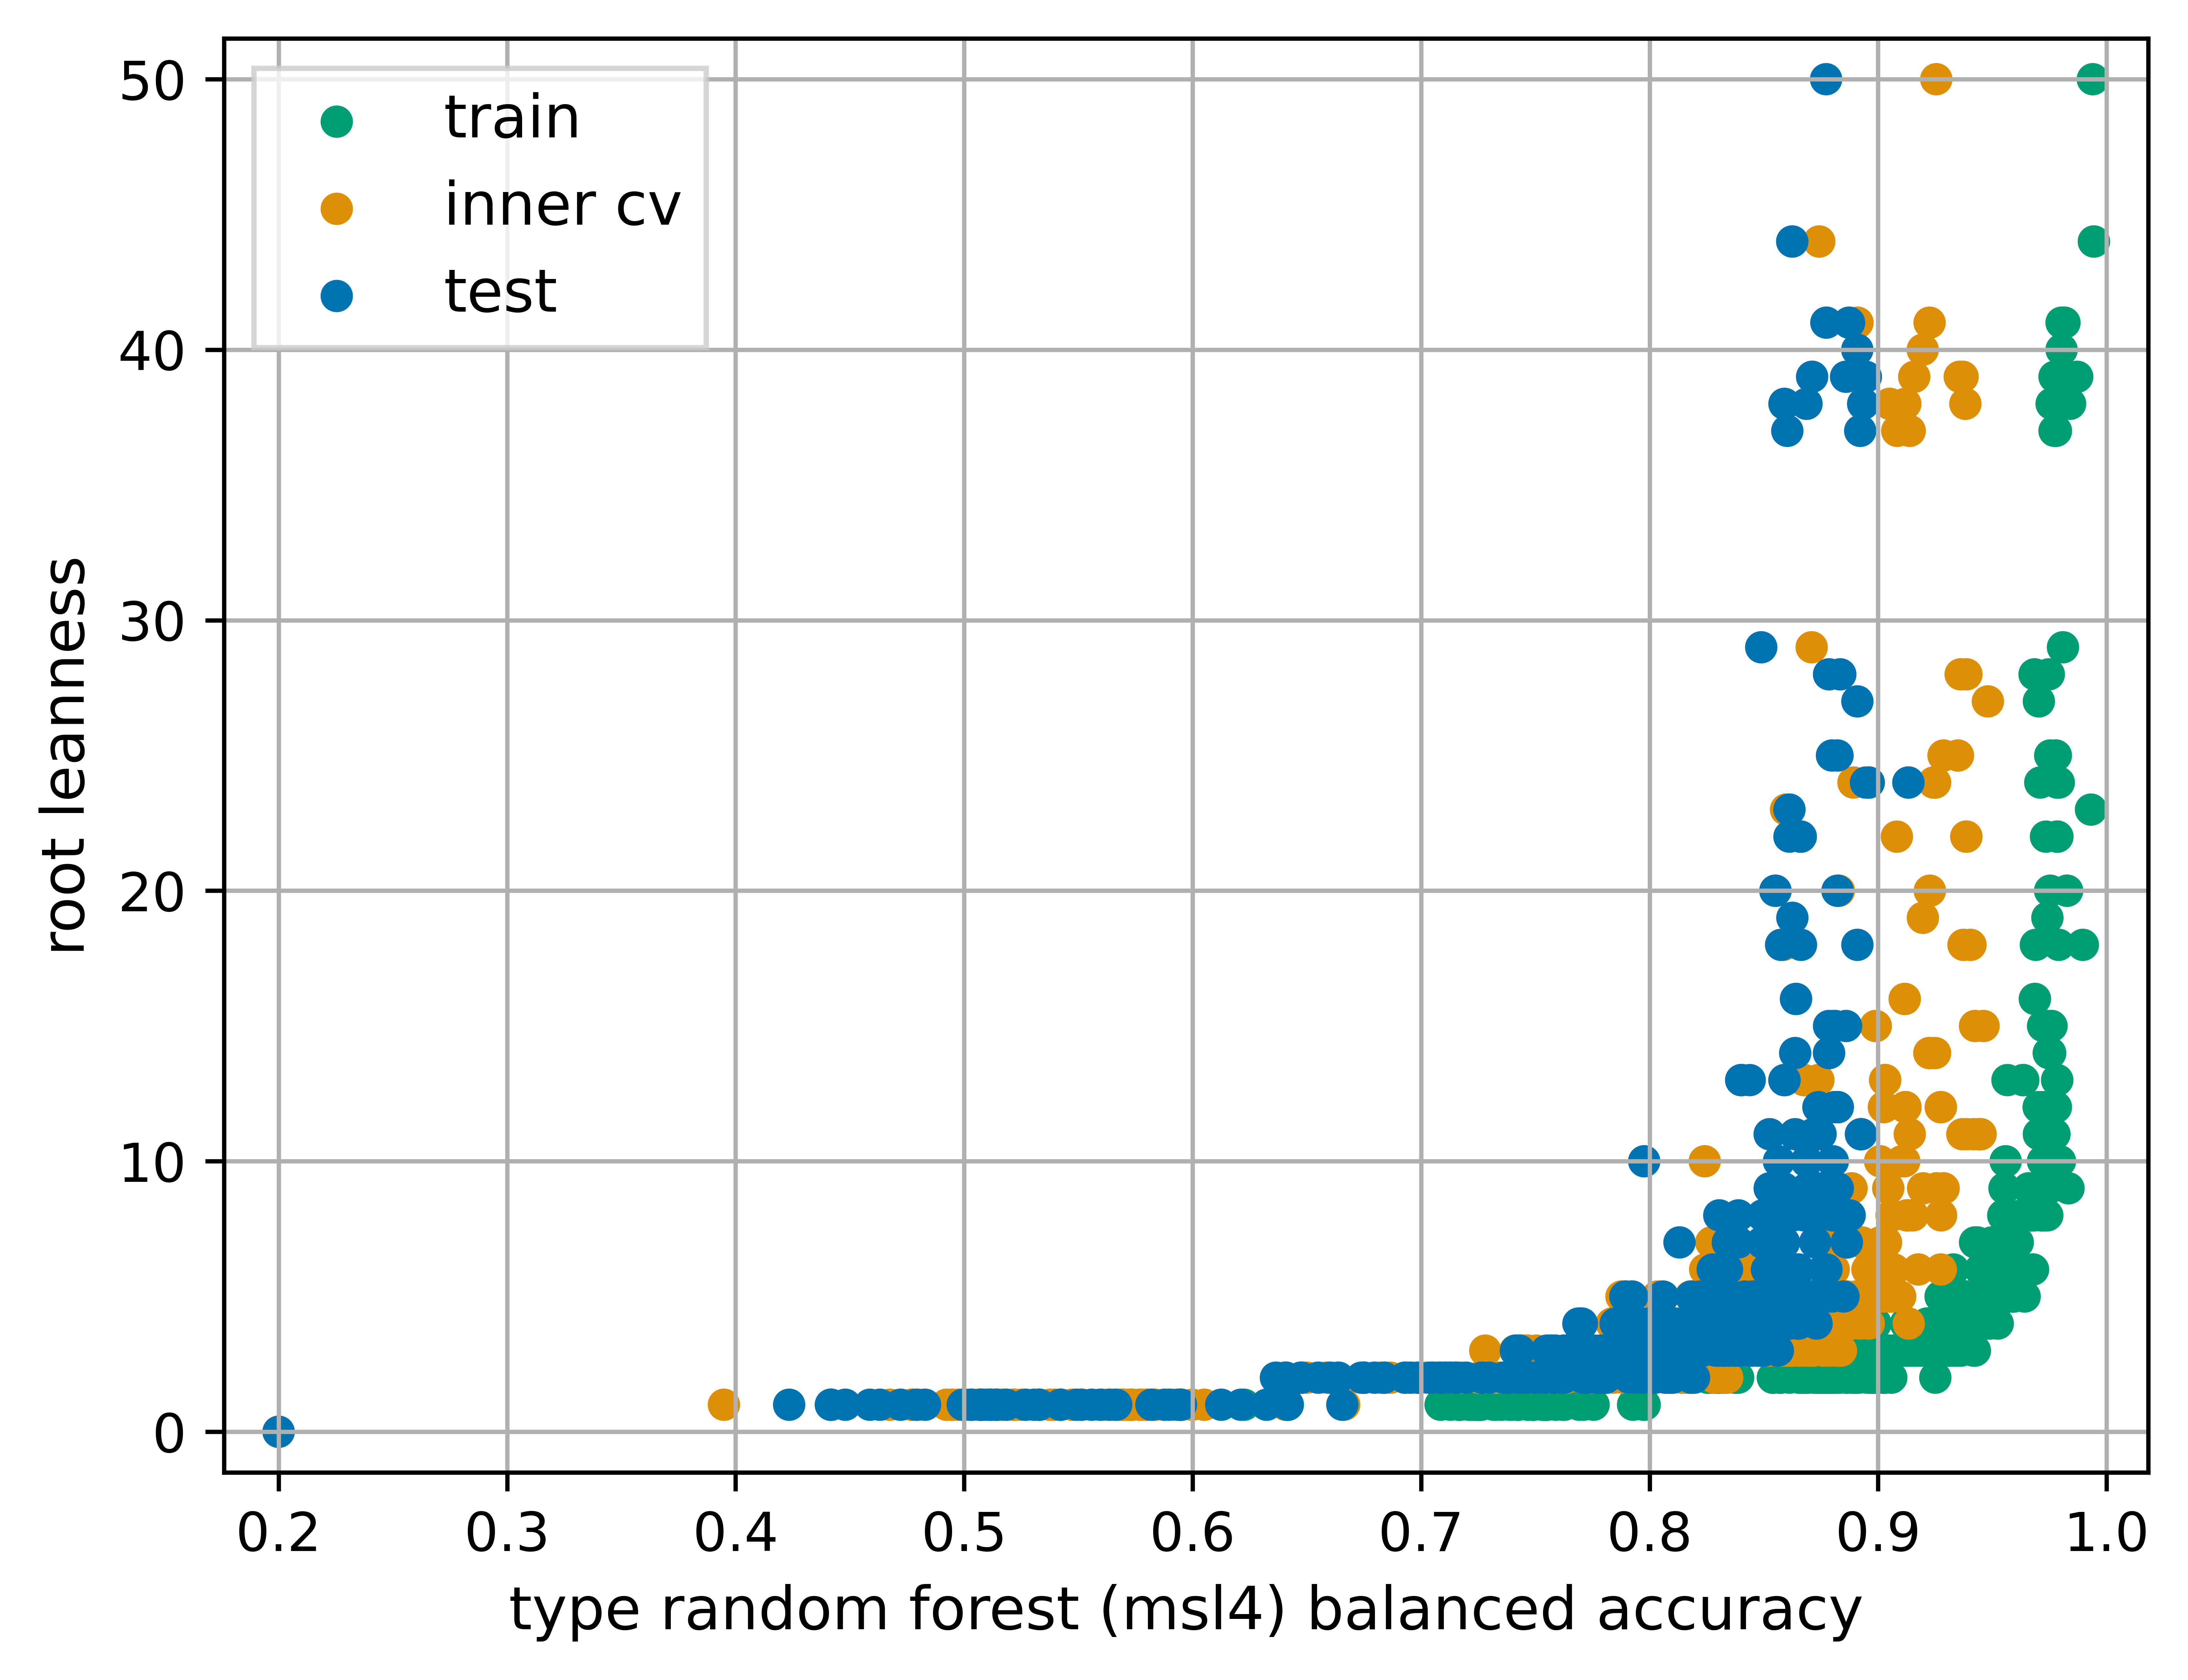 50
40
30
20
10
0
root leanness
train
inner cv
test
0.2 0.3 0.4 0.5 0.6 0.7 0.8 0.9 1.0
type random forest (msl4) balanced accuracy